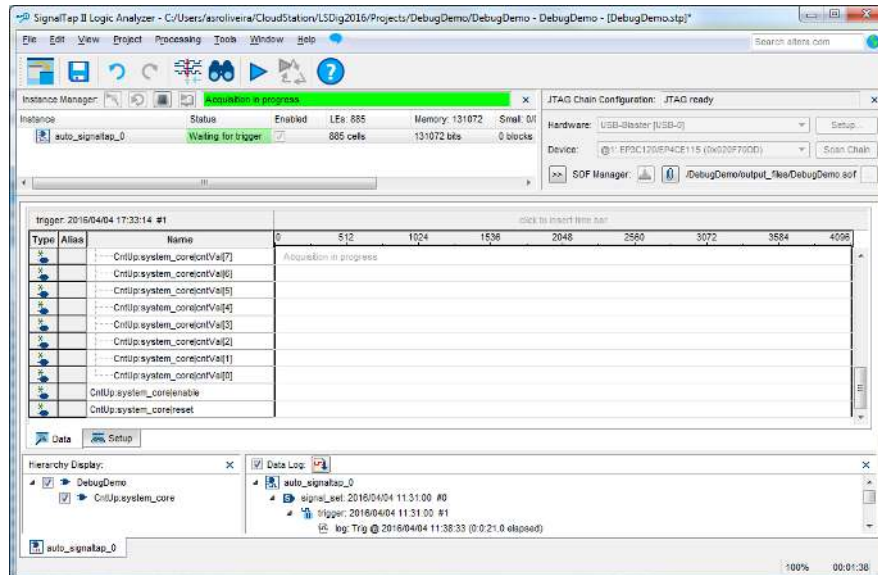 SignalTap II Logic Analyzer - C:/Users/asroliveira/CloudStation/LSDig2016/Projects/DebugDemo/DebugDemo - DebugDemo - [DebugDemo.stp]*
File Edit View Project Processing Tools Window Help
Search altera.com
Instance Manager: Acquisition in progress
JTAG Chain Configuration: JTAG ready
Instance Status Enabled LEs: 885 Memory: 131072 Small: 0/0
auto_signaltap_0 Waiting for trigger 885 cells 131072 bits 0 blocks
Hardware: USB-Blaster [USB-0] Setup...
Device: @1: EP3C120/EP4CE115 (0x020F70DD) Scan Chain
>> SOF Manager: /DebugDemo/output_files/DebugDemo.sof
trigger: 2016/04/04 17:33:14 #1
click to insert time bar
Type Alias Name 0 512 1024 1536 2048 2560 3072 3584 4096
CntUp:system_core|cntVal[7] Acquisition in progress
CntUp:system_core|cntVal[6]
CntUp:system_core|cntVal[5]
CntUp:system_core|cntVal[4]
CntUp:system_core|cntVal[3]
CntUp:system_core|cntVal[2]
CntUp:system_core|cntVal[1]
CntUp:system_core|cntVal[0]
CntUp:system_core|enable
CntUp:system_core|reset
Data Setup
Hierarchy Display:
DebugDemo
CntUp:system_core
Data Log:
auto_signaltap_0
signal_set: 2016/04/04 11:31:00 #0
trigger: 2016/04/04 11:31:00 #1
log: Trig @ 2016/04/04 11:38:33 (0:0:21.0 elapsed)
auto_signaltap_0
100% 00:01:38